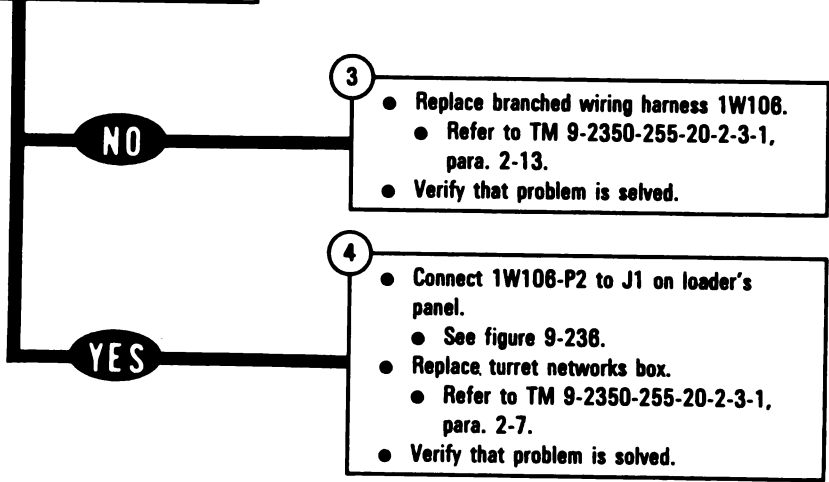 3
● Replace branched wiring harness 1W106.
● Refer to TM 9-2350-255-20-2-3-1,
para. 2-13.
● Verify that problem is selved.
NO
4
● Connect 1W106-P2 to J1 on loader's
panel.
● See figure 9-236.
● Replace turret networks box.
● Refer to TM 9-2350-255-20-2-3-1,
para. 2-7.
● Verify that problem is solved.
YES